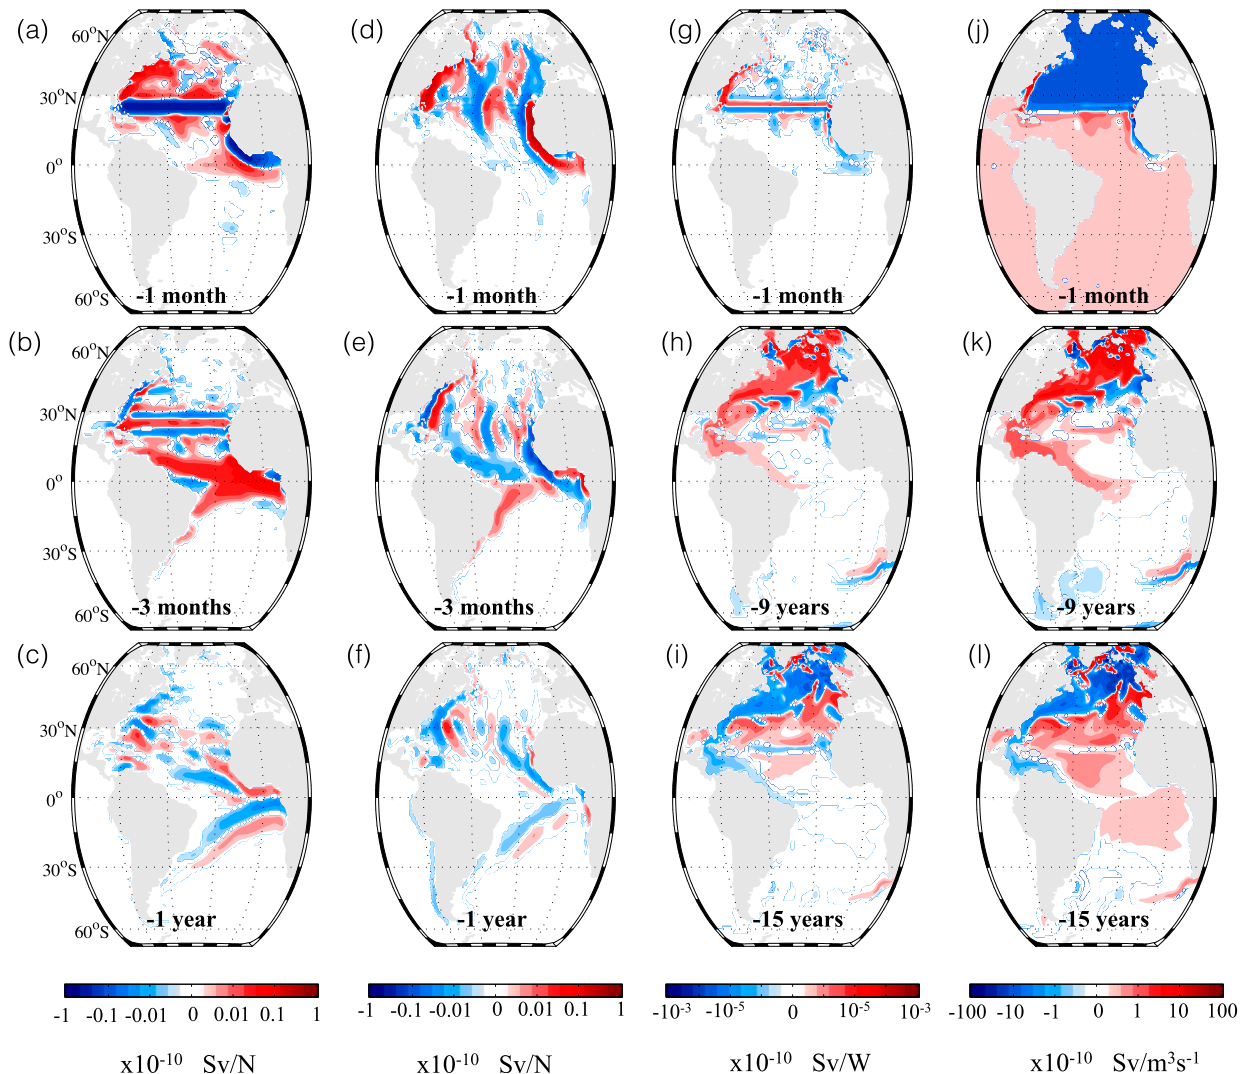 (a) (d) (g) (j)
60°N
30°N
0°
30°S
60°S
-1 month -1 month -1 month -1 month
(b) (e) (h) (k)
60°N
30°N
0°
30°S
60°S
-3 months -3 months -9 years -9 years
(c) (f) (i) (l)
60°N
30°N
0°
30°S
60°S
-1 year -1 year -15 years -15 years
-1 -0.1 -0.01 0 0.01 0.1 1 -1 -0.1 -0.01 0 0.01 0.1 1 -10⁻³ -10⁻⁵ 0 10⁻⁵ 10⁻³ -100 -10 -1 0 1 10 100
x10⁻¹⁰ Sv/N x10⁻¹⁰ Sv/N x10⁻¹⁰ Sv/W x10⁻¹⁰ Sv/m³s⁻¹